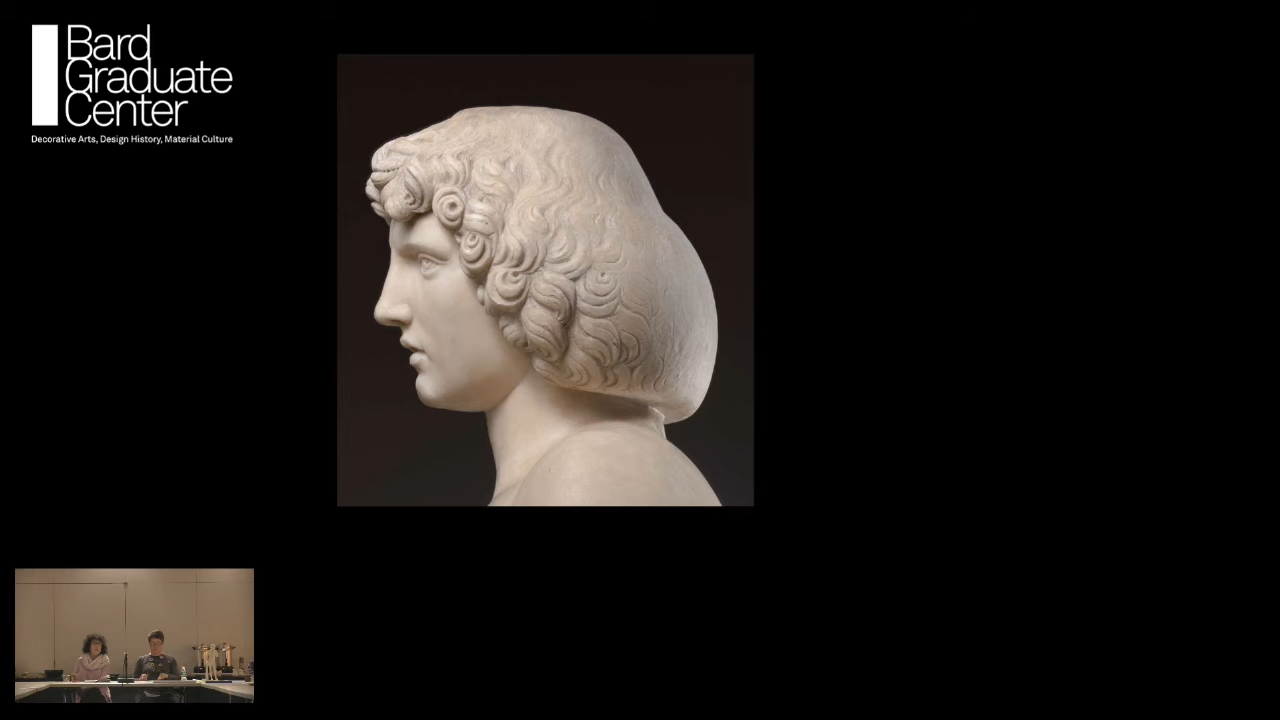 Bard
Graduate
Center
Decorative Arts, Design History, Material Culture